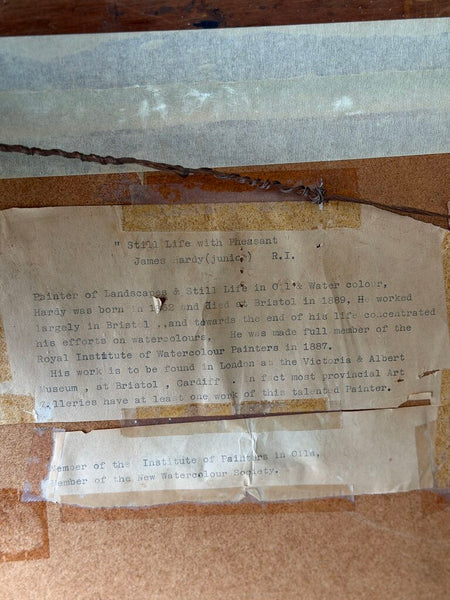 " Still Life with Pheasant
James Hardy(junior) R.I.
Painter of Landscapes & Still Life in Oil & Water colour,
Hardy was born in and died at Bristol in 1889, He worked
largely in Bristol ,,and towards the end of his life concentrated
his efforts on watercolours. He was made full member of the
Royal Institute of Watercolour Painters in 1887.
His work is to be found in London at the Victoria & Albert
Museum , at Bristol , Cardiff . in fact most provincial Art
Galleries have at least one work of this talented Painter.
Member of the Institute of Painters in Oils,
Member of the New Watercolour Society.